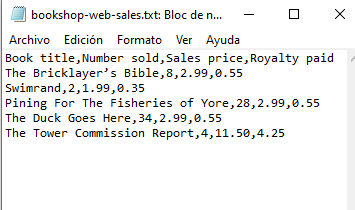 bookshop-web-sales.txt: Bloc de n...
Archivo Edición Formato Ver Ayuda
Book title,Number sold,Sales price,Royalty paid
The Bricklayer’s Bible,8,2.99,0.55
Swimrand,2,1.99,0.35
Pining For The Fisheries of Yore,28,2.99,0.55
The Duck Goes Here,34,2.99,0.55
The Tower Commission Report,4,11.50,4.25